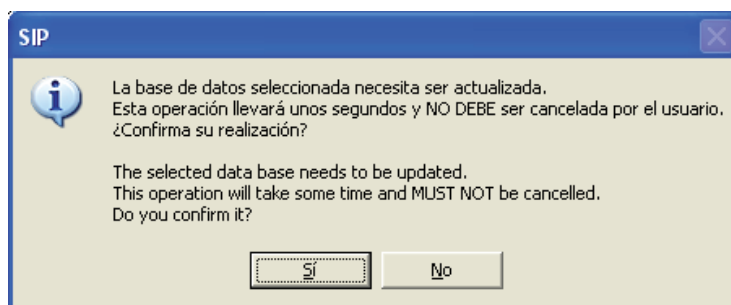 SIP
La base de datos seleccionada necesita ser actualizada.
Esta operación llevará unos segundos y NO DEBE ser cancelada por el usuario.
¿Confirma su realización?
The selected data base needs to be updated.
This operation will take some time and MUST NOT be cancelled.
Do you confirm it?
Sí
No